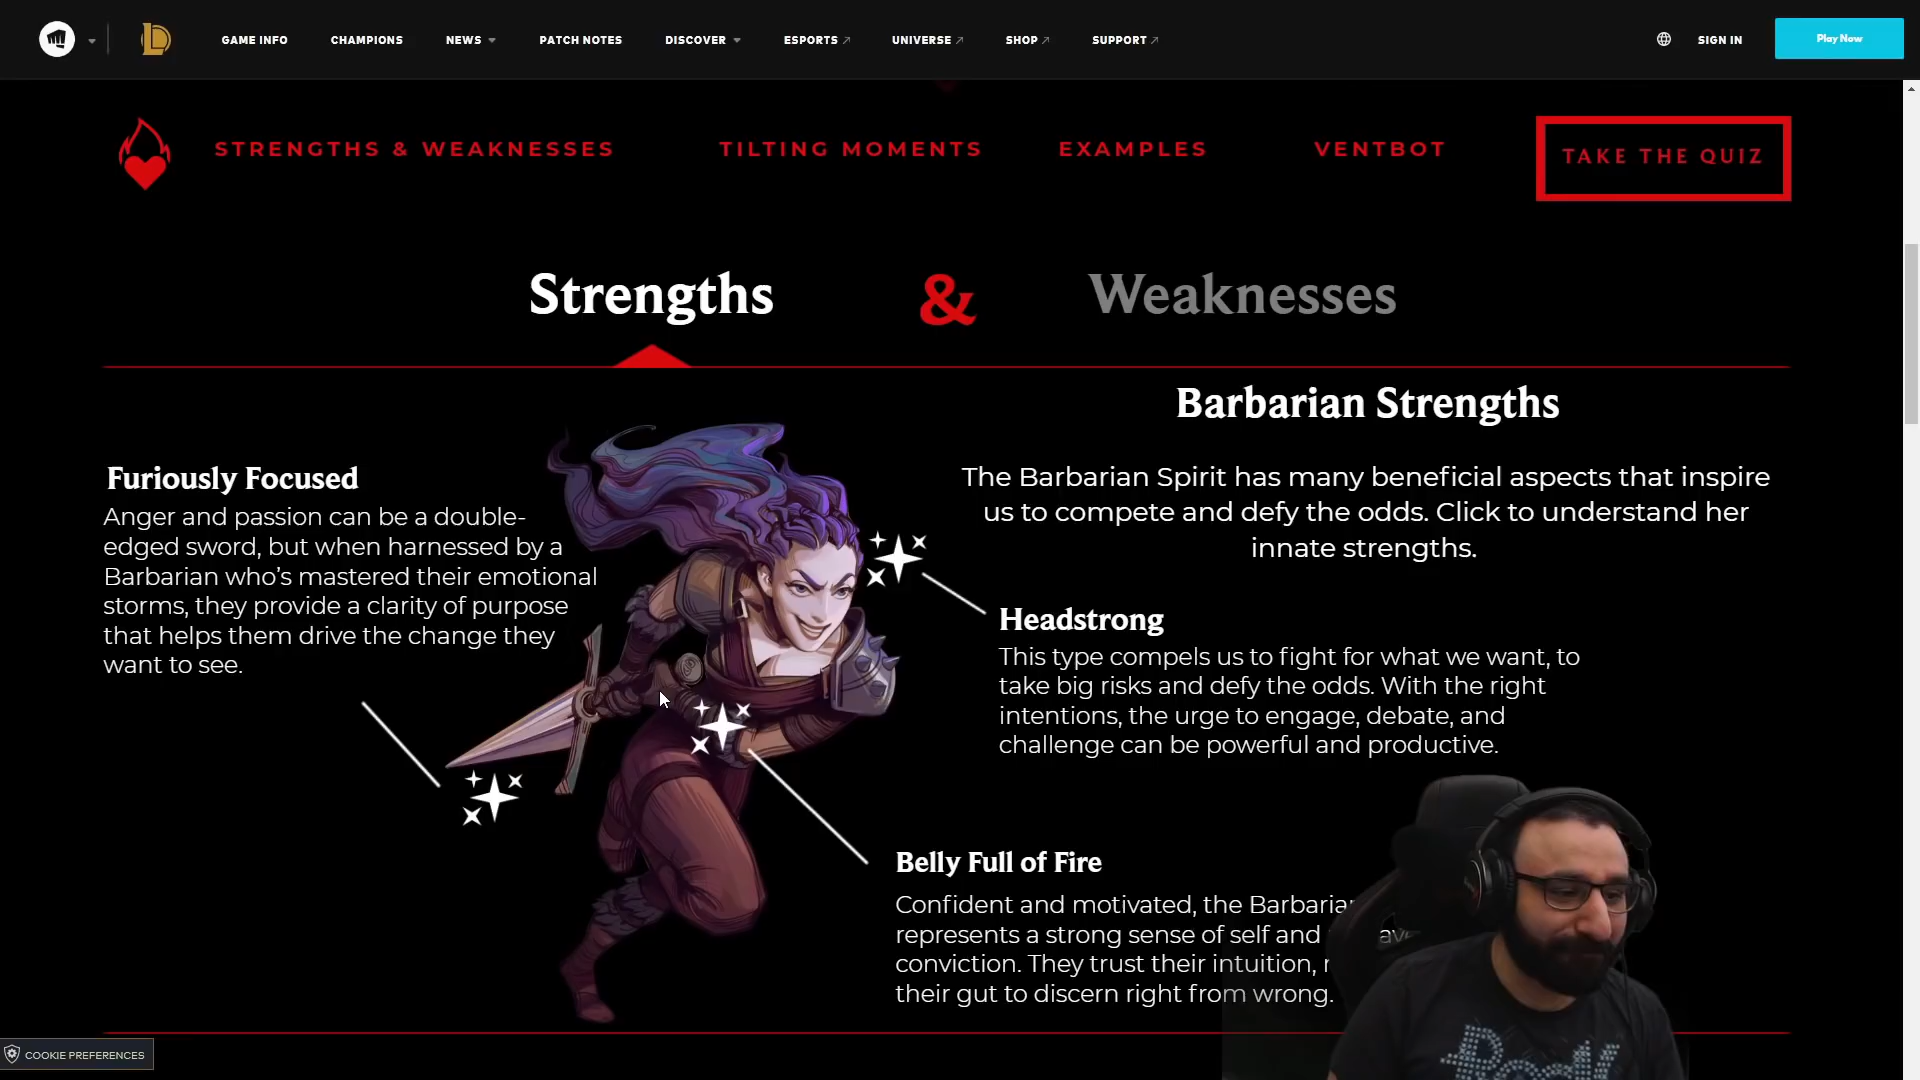 GAME INFO
CHAMPIONS
NEWS
PATCH NOTES
DISCOVER
ESPORTS
UNIVERSE
SHOP
SUPPORT
SIGN IN
Play Now
STRENGTHS & WEAKNESSES
TILTING MOMENTS
EXAMPLES
VENTBOT
TAKE THE QUIZ
Strengths
&
Weaknesses
Furiously Focused
Anger and passion can be a double-
edged sword, but when harnessed by a
Barbarian who's mastered their emotional
storms, they provide a clarity of purpose
that helps them drive the change they
want to see.
Barbarian Strengths
The Barbarian Spirit has many beneficial aspects that inspire
us to compete and defy the odds. Click to understand her
innate strengths.
Headstrong
This type compels us to fight for what we want, to
take big risks and defy the odds. With the right
intentions, the urge to engage, debate, and
challenge can be powerful and productive.
Belly Full of Fire
Confident and motivated, the
represents a strong sense of self and
conviction. They trust their intuition,
their gut to discern right from wrong.
COOKIE PREFERENCES